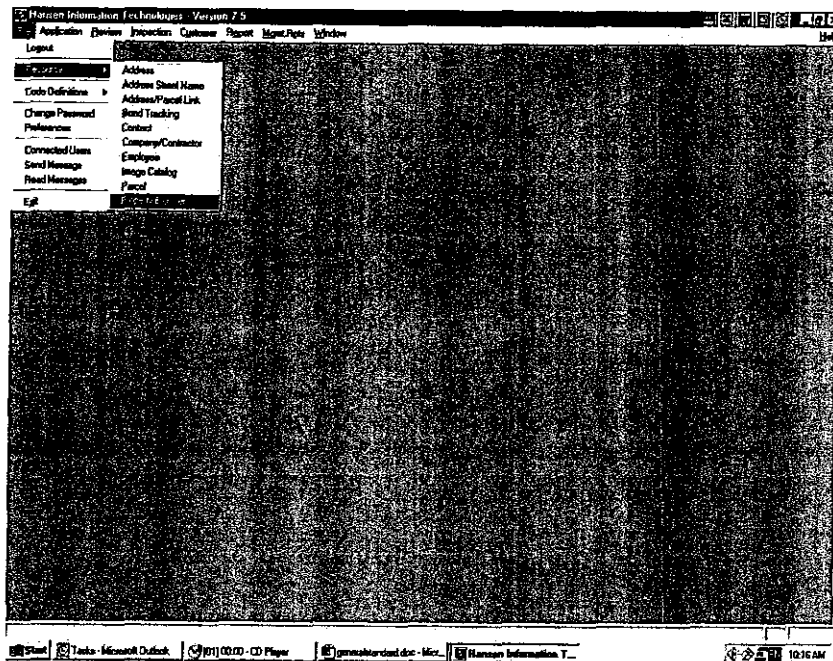 Hansen Information Technologies - Version 7.5
Application Review Inspection Customer Report Mgmt.Rpts Window
Logout
Code Definitions
Change Password
Preferences
Connected Users
Send Message
Read Messages
Exit
Address
Address Street Name
Address/Parcel Link
Bond Tracking
Contact
Company/Contractor
Employee
Image Catalog
Parcel
Start Tasks - Microsoft Outlook [01] 00:00 - CD Player generalstandard.doc - Micr... Hansen Information T... 10:16 AM